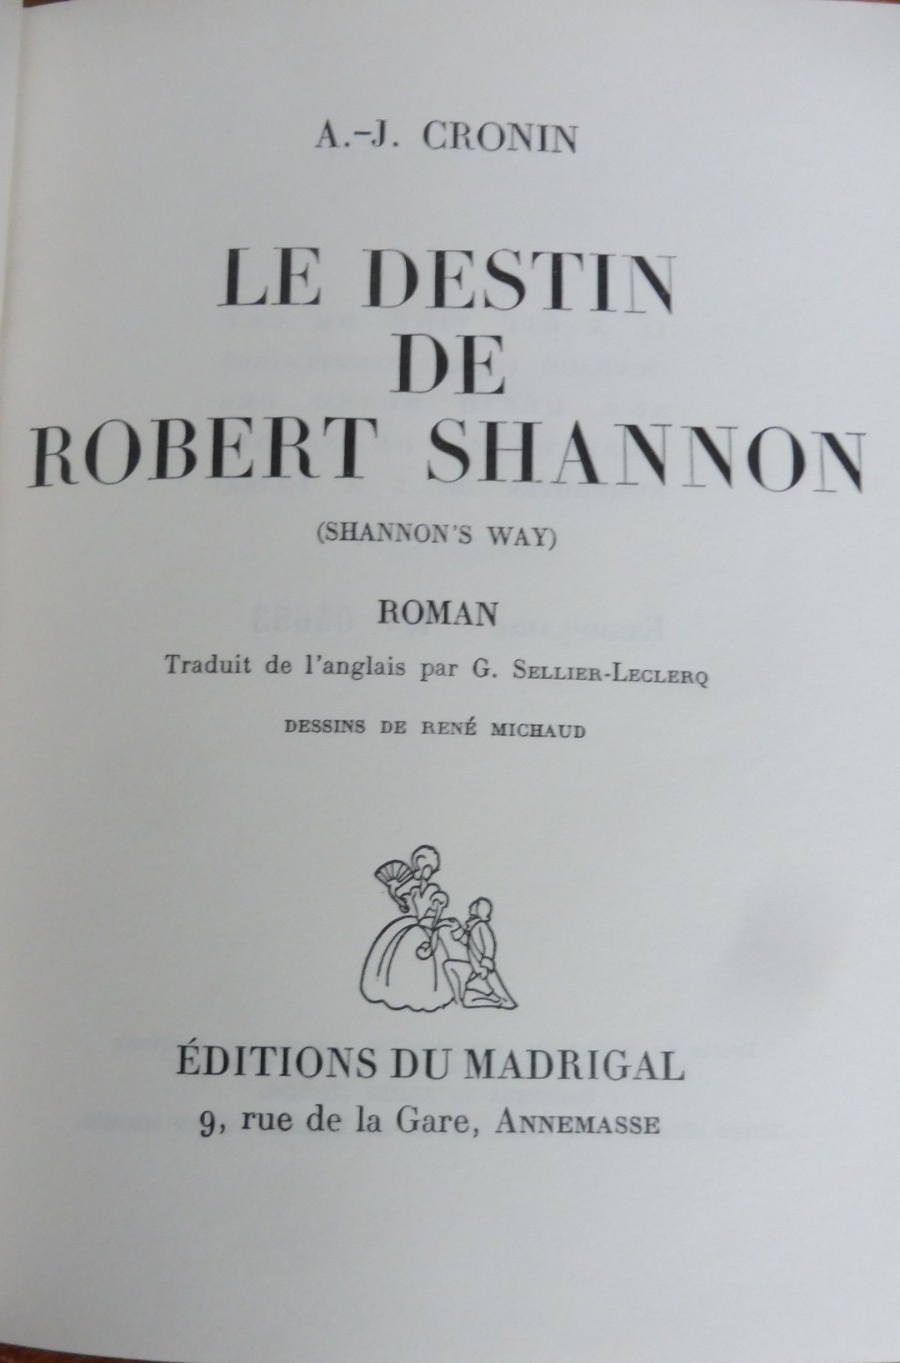 A.-J. CRONIN
LE DESTIN
DE
ROBERT SHANNON
(SHANNON'S WAY)
ROMAN
Traduit de l'anglais par G. SELLIER-LECLERQ
DESSINS DE RENÉ MICHAUD
ÉDITIONS DU MADRIGAL
9, rue de la Gare, ANNEMASSE